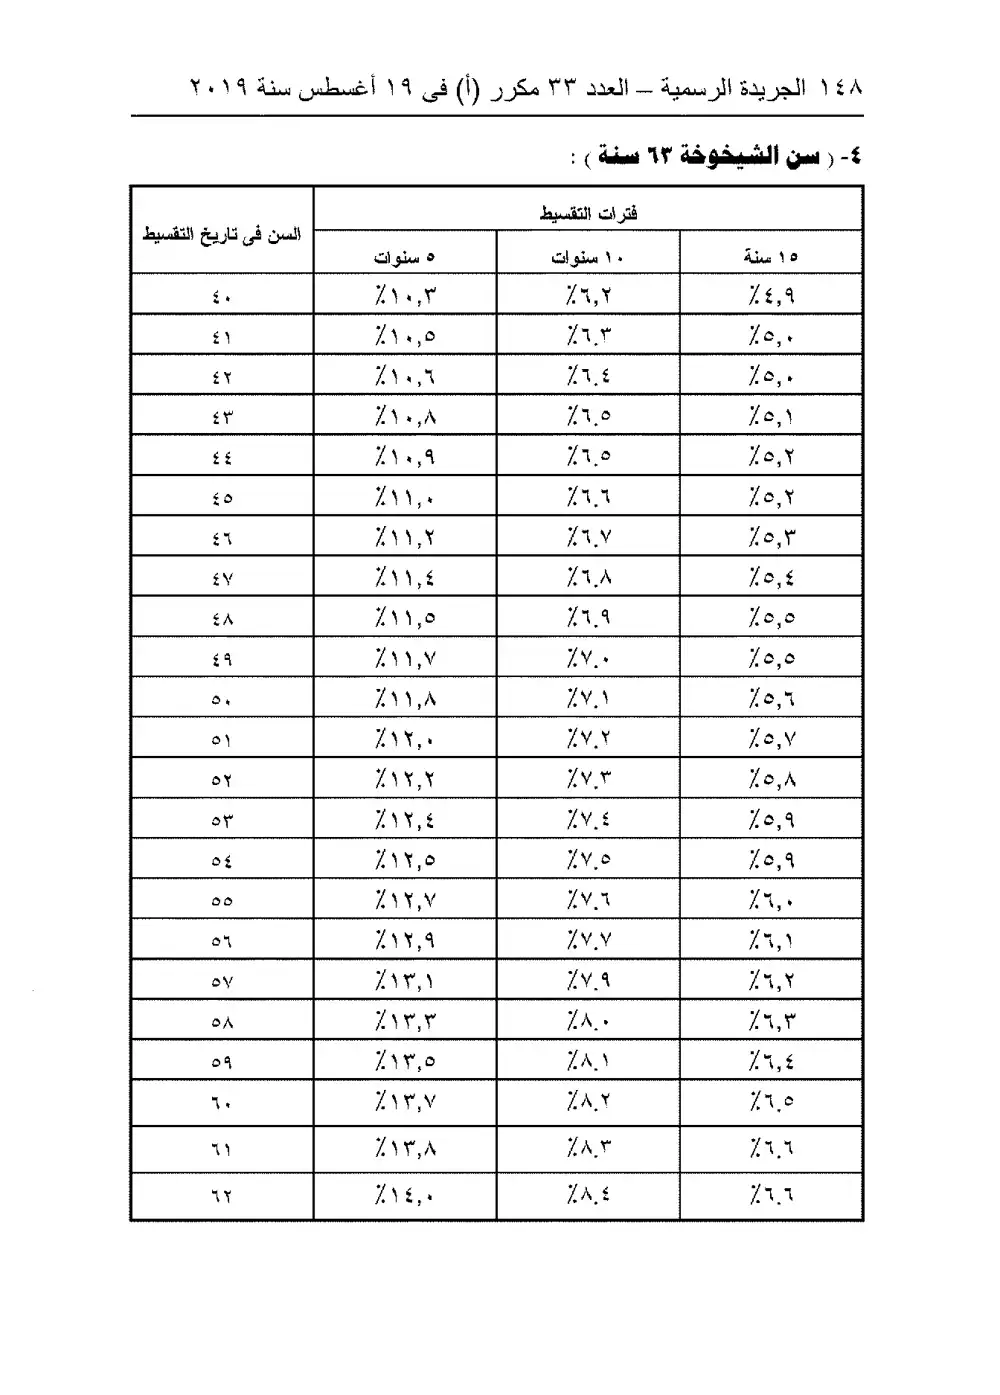 ١٤٨ الجريدة الرسمية – العدد ٣٣ مكرر (أ) فى ١٩ أغسطس سنة ٢٠١٩
٤- ( سن الشيخوخة ٦٣ سنة ) :
فترات التقسيط
السن فى تاريخ التقسيط
١٥ سنة ١٠ سنوات ٥ سنوات
٤,٩٪ ٦,٢٪ ١٠,٣٪ ٤٠
٥,٠٪ ٦.٣٪ ١٠,٥٪ ٤١
٥,٠٪ ٦.٤٪ ١٠,٦٪ ٤٢
٥,١٪ ٦.٥٪ ١٠,٨٪ ٤٣
٥,٢٪ ٦.٥٪ ١٠,٩٪ ٤٤
٥,٢٪ ٦.٦٪ ١١,٠٪ ٤٥
٥,٣٪ ٦.٧٪ ١١,٢٪ ٤٦
٥,٤٪ ٦.٨٪ ١١,٤٪ ٤٧
٥,٥٪ ٦.٩٪ ١١,٥٪ ٤٨
٥,٥٪ ٧.٠٪ ١١,٧٪ ٤٩
٥,٦٪ ٧.١٪ ١١,٨٪ ٥٠
٥,٧٪ ٧.٢٪ ١٢,٠٪ ٥١
٥,٨٪ ٧.٣٪ ١٢,٢٪ ٥٢
٥,٩٪ ٧.٤٪ ١٢,٤٪ ٥٣
٥,٩٪ ٧.٥٪ ١٢,٥٪ ٥٤
٦,٠٪ ٧.٦٪ ١٢,٧٪ ٥٥
٦,١٪ ٧.٧٪ ١٢,٩٪ ٥٦
٦,٢٪ ٧.٩٪ ١٣,١٪ ٥٧
٦,٣٪ ٨.٠٪ ١٣,٣٪ ٥٨
٦,٤٪ ٨.١٪ ١٣,٥٪ ٥٩
٦.٥٪ ٨.٢٪ ١٣,٧٪ ٦٠
٦.٦٪ ٨.٣٪ ١٣,٨٪ ٦١
٦.٦٪ ٨.٤٪ ١٤,٠٪ ٦٢